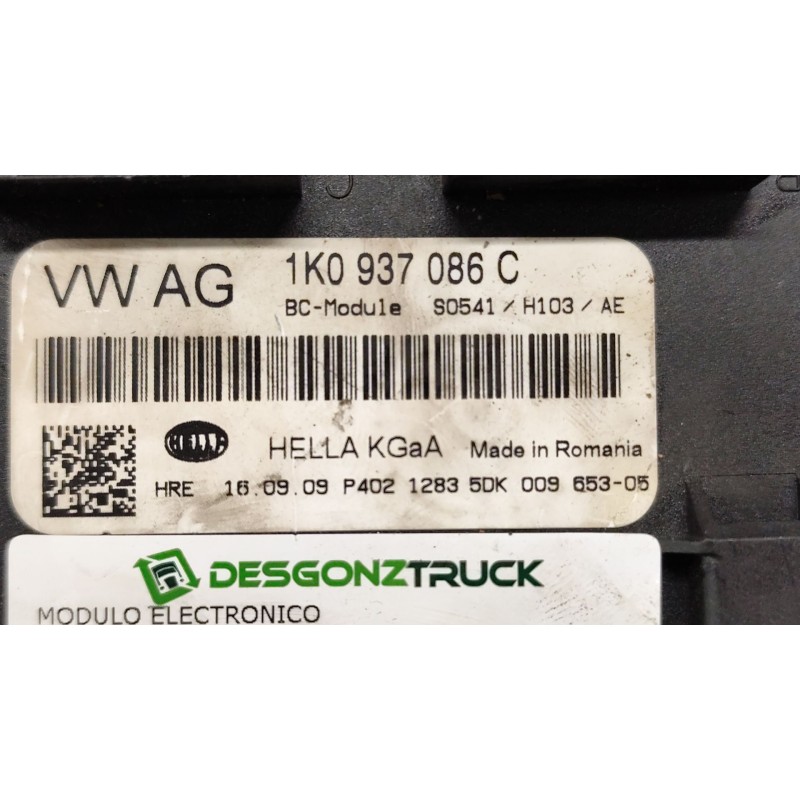 VW AG
1K0 937 086 C
BC-Module S0541 / H103 / AE
HELLA
HELLA KGaA Made in Romania
HRE 16.09.09 P402 1283 5DK 009 653-05
DESGONZTRUCK
MODULO ELECTRONICO